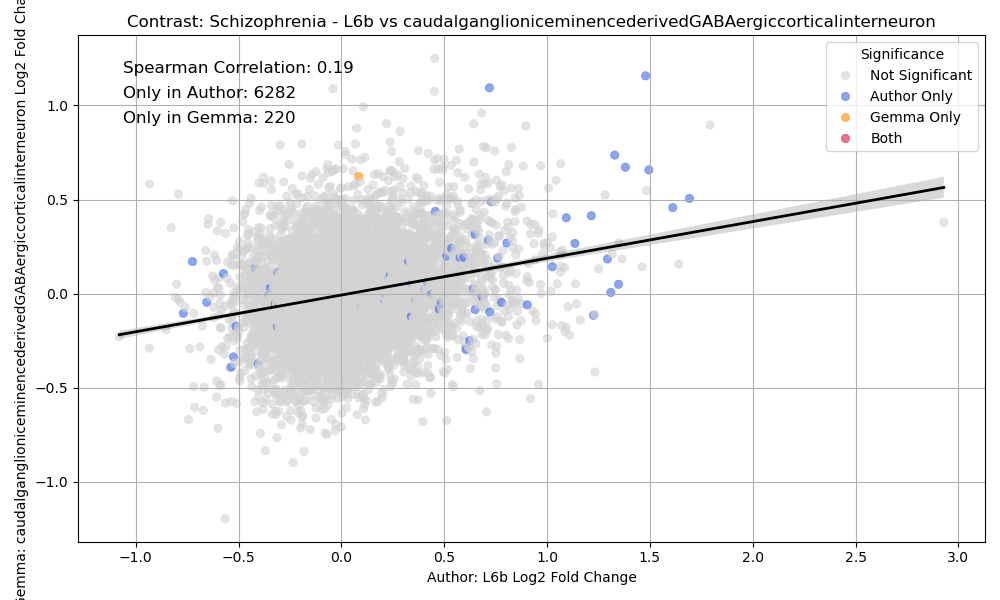 Contrast: Schizophrenia - L6b vs caudalganglioniceminencederivedGABAergiccorticalinterneuron
Spearman Correlation: 0.19
Only in Author: 6282
Only in Gemma: 220
Significance
Not Significant
Author Only
Gemma Only
Both
1.0
0.5
0.0
−0.5
−1.0
−1.0
−0.5
0.0
0.5
1.0
1.5
2.0
2.5
3.0
Author: L6b Log2 Fold Change
caudalganglioniceminencederivedGABAergiccorticalinterneuron Log2 Fold